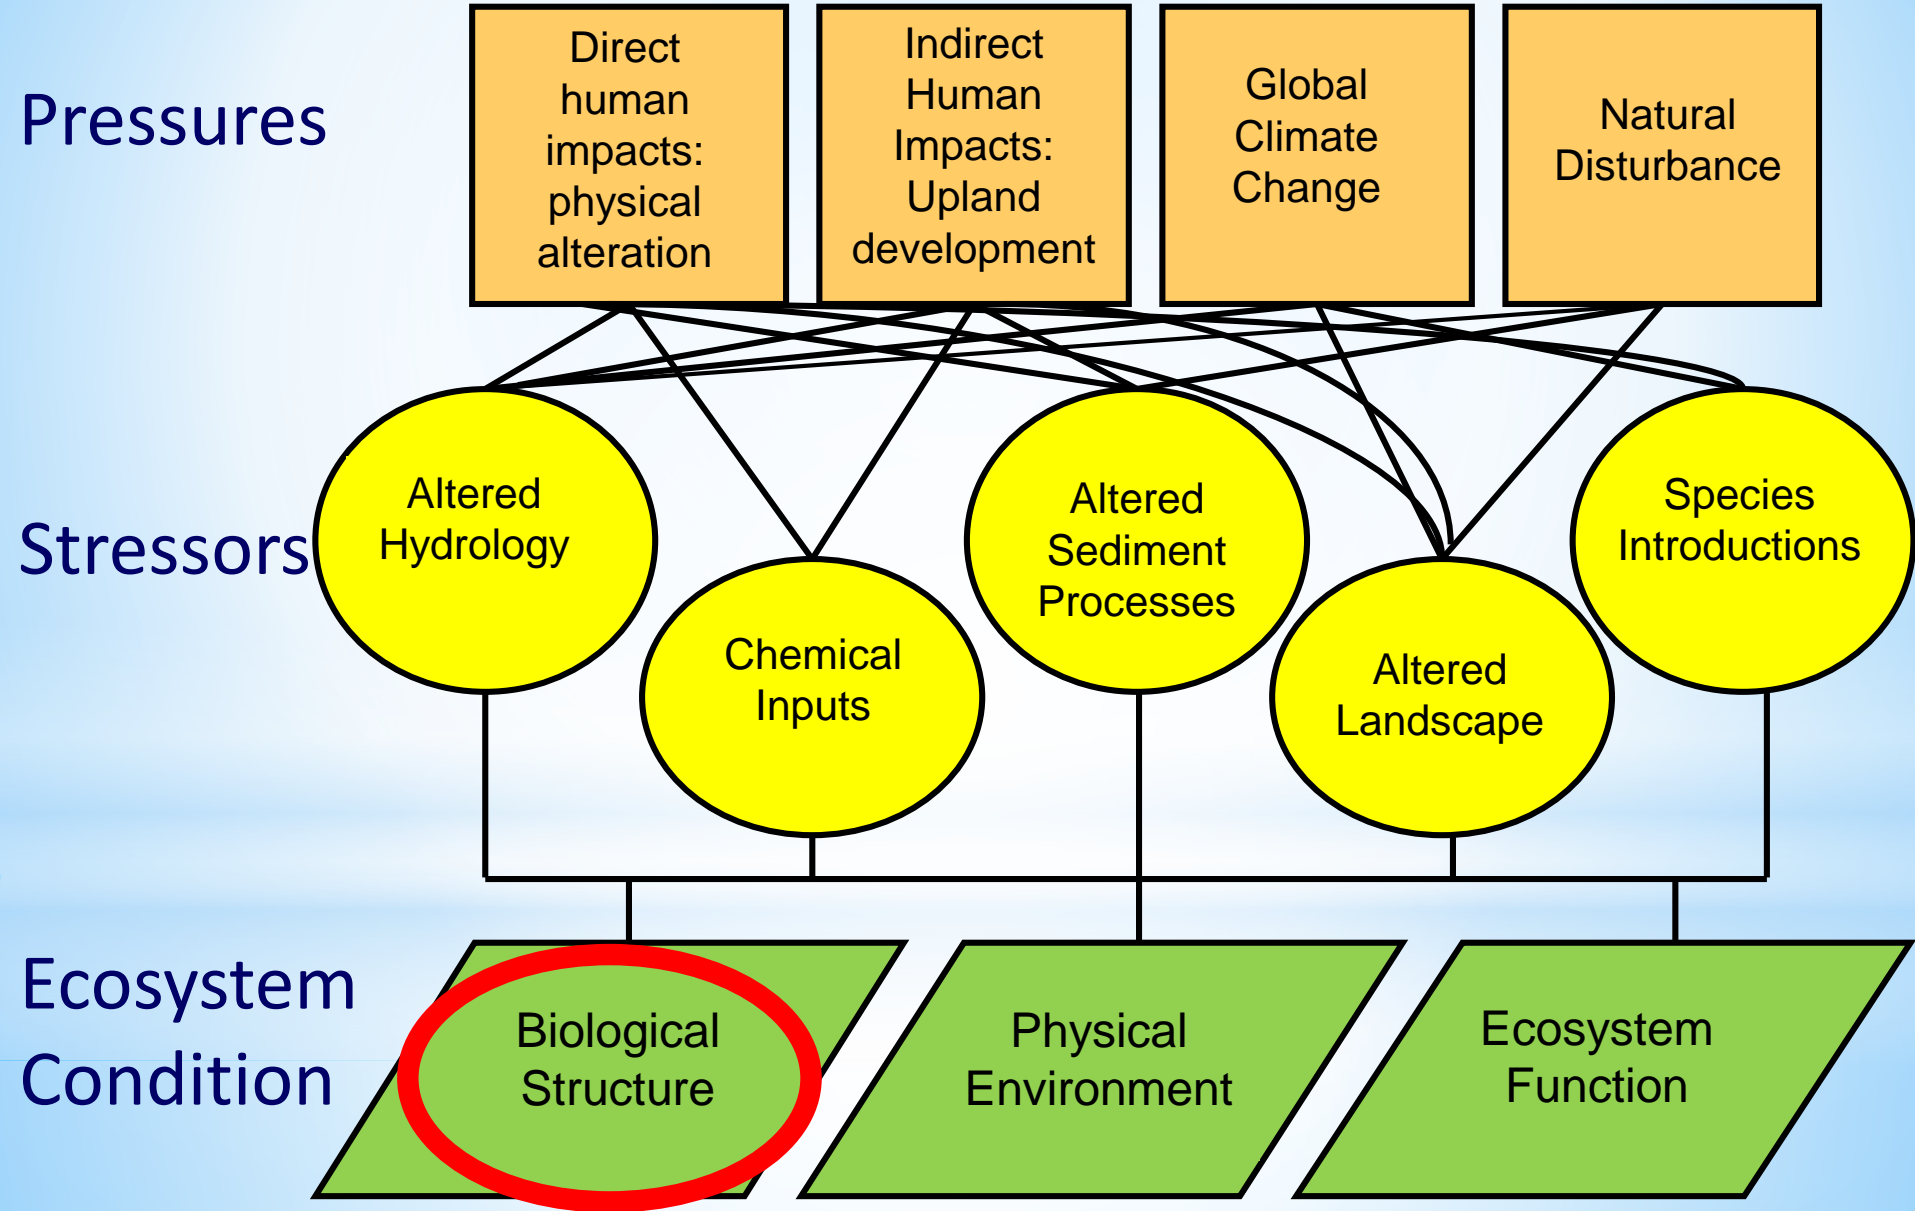 Pressures
Direct
human
impacts:
physical
alteration
Indirect
Human
Impacts:
Upland
development
Global
Climate
Change
Natural
Disturbance
Stressors
Altered
Hydrology
Chemical
Inputs
Altered
Sediment
Processes
Altered
Landscape
Species
Introductions
Ecosystem
Condition
Biological
Structure
Physical
Environment
Ecosystem
Function